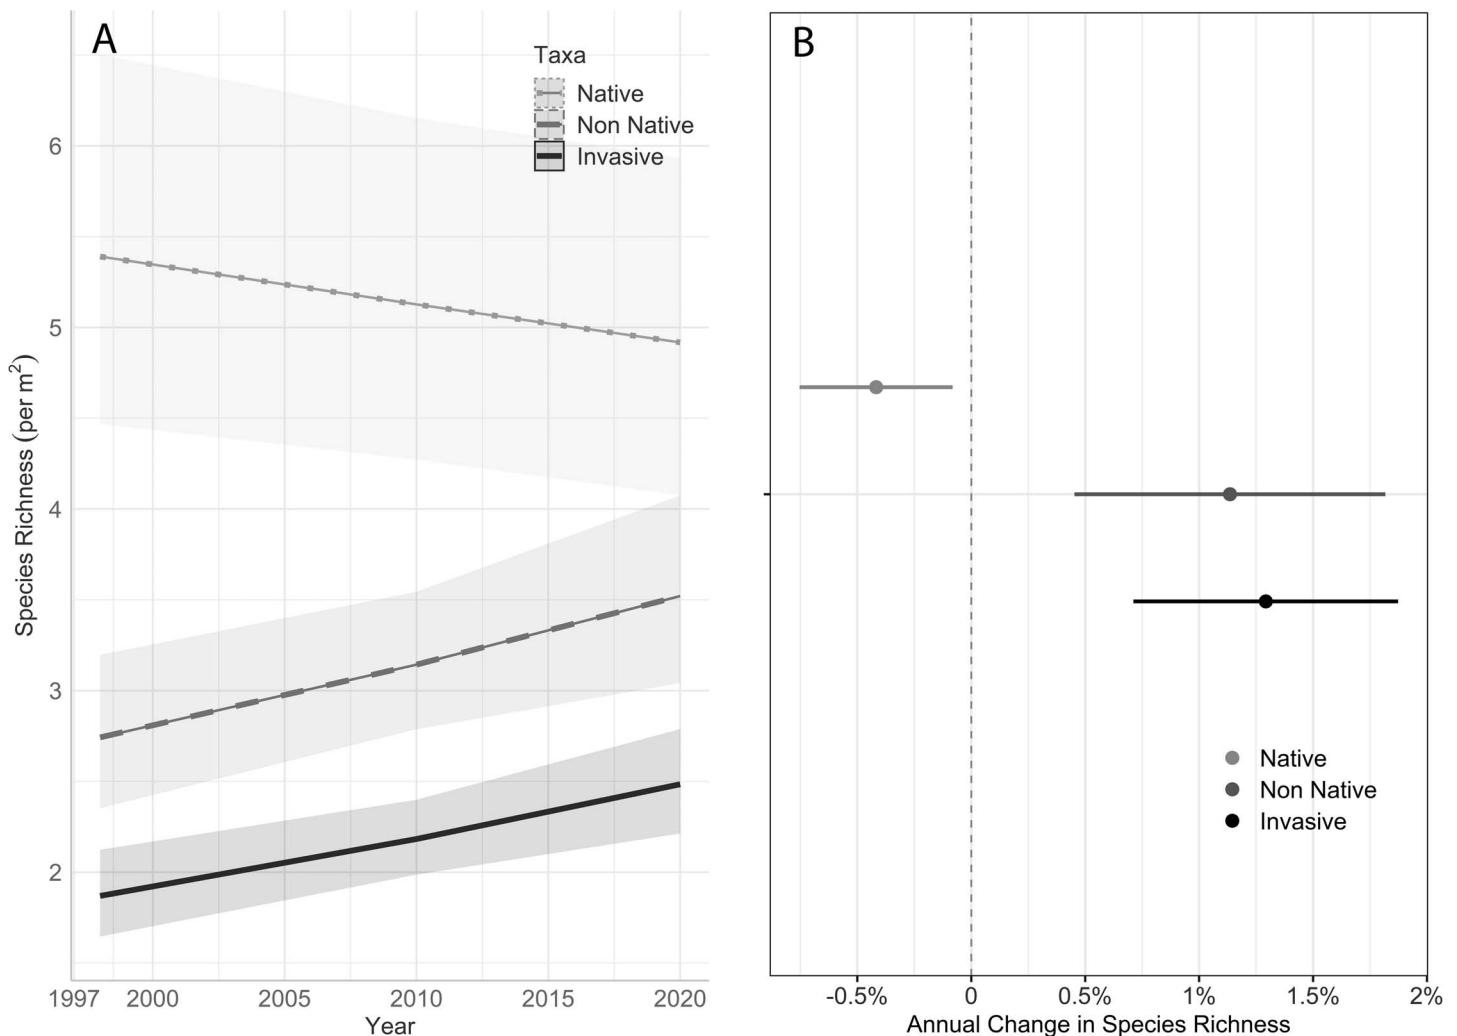 A
Taxa
Native
Non Native
Invasive
6
5
4
3
2
Species Richness (per m²)
1997 2000 2005 2010 2015 2020
Year
B
Native
Non Native
Invasive
-0.5% 0 0.5% 1% 1.5% 2%
Annual Change in Species Richness